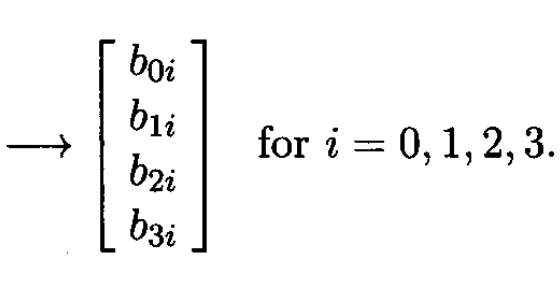 ⟶ [ b_{0i}
b_{1i}
b_{2i}
b_{3i} ] for i = 0, 1, 2, 3.